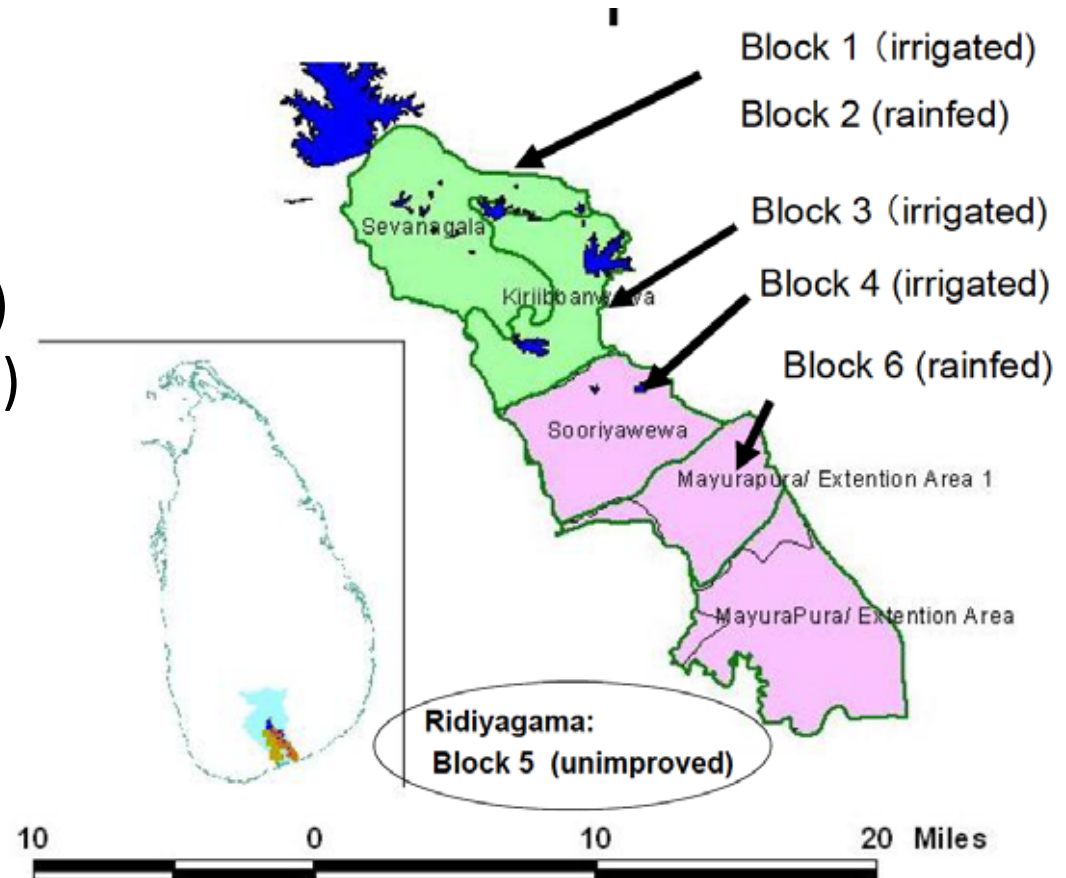 Block 1 （irrigated)
Block 2 (rainfed)
Block 3 （irrigated)
Block 4 (irrigated)
Block 6 (rainfed)
Sevanagala
Sooriyawewa
Mayurapura/ Extention Area 1
MayuraPura/ Extention Area
Ridiyagama:
Block 5 (unimproved)
)
)
10 0 10 20 Miles